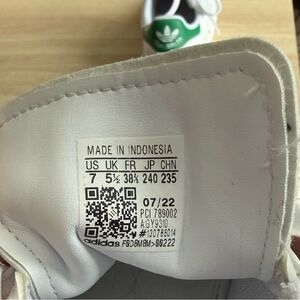 MADE IN INDONESIA
US UK FR JP CHN
7 5½ 38⅔ 240 235
07/22
PCI 789002
#130785014
adidas